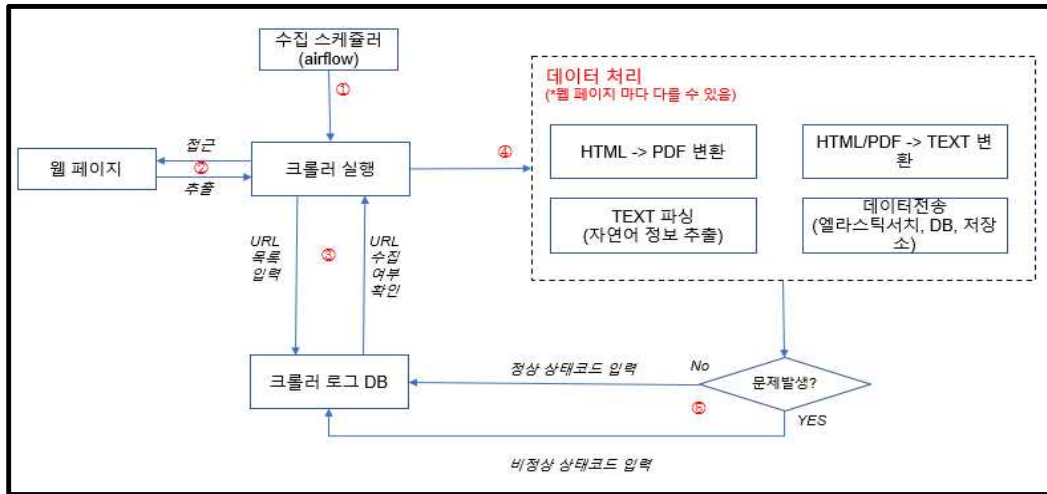 수집 스케쥴러
(airflow)
①
데이터 처리
(*웹 페이지 마다 다를 수 있음)
접근
②
추출
웹 페이지
크롤러 실행
④
HTML -> PDF 변환
HTML/PDF -> TEXT 변
환
TEXT 파싱
(자연어 정보 추출)
데이터전송
(엘라스틱서치, DB, 저장
소)
URL
목록
입력
③
URL
수집
여부
확인
크롤러 로그 DB
정상 상태코드 입력
No
문제발생?
⑤
YES
비정상 상태코드 입력